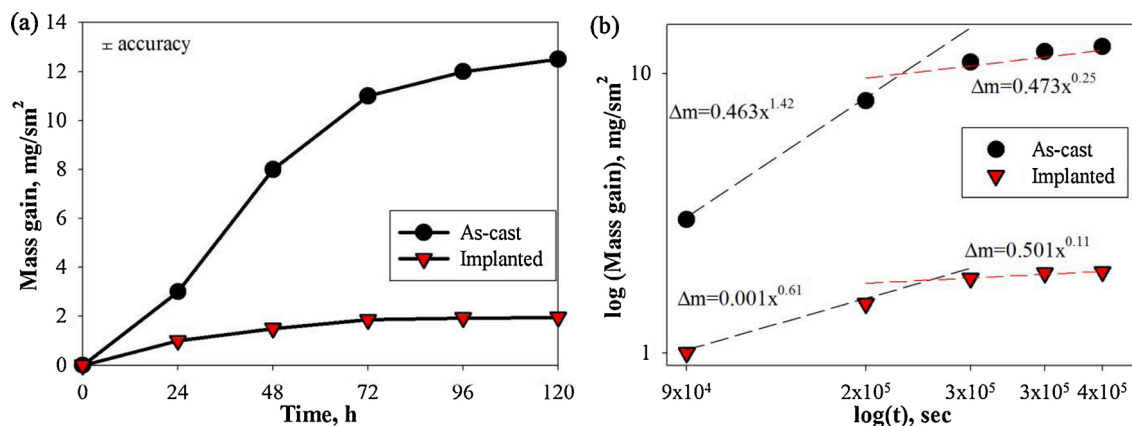 (a)
14
12
10
8
6
4
2
0
Mass gain, mg/sm²
± accuracy
As-cast
Implanted
0 24 48 72 96 120
Time, h
(b)
10
1
log (Mass gain), mg/sm²
Δm=0.463x^1.42
Δm=0.473x^0.25
As-cast
Implanted
Δm=0.501x^0.11
Δm=0.001x^0.61
9x10⁴ 2x10⁵ 3x10⁵ 3x10⁵ 4x10⁵
log(t), sec